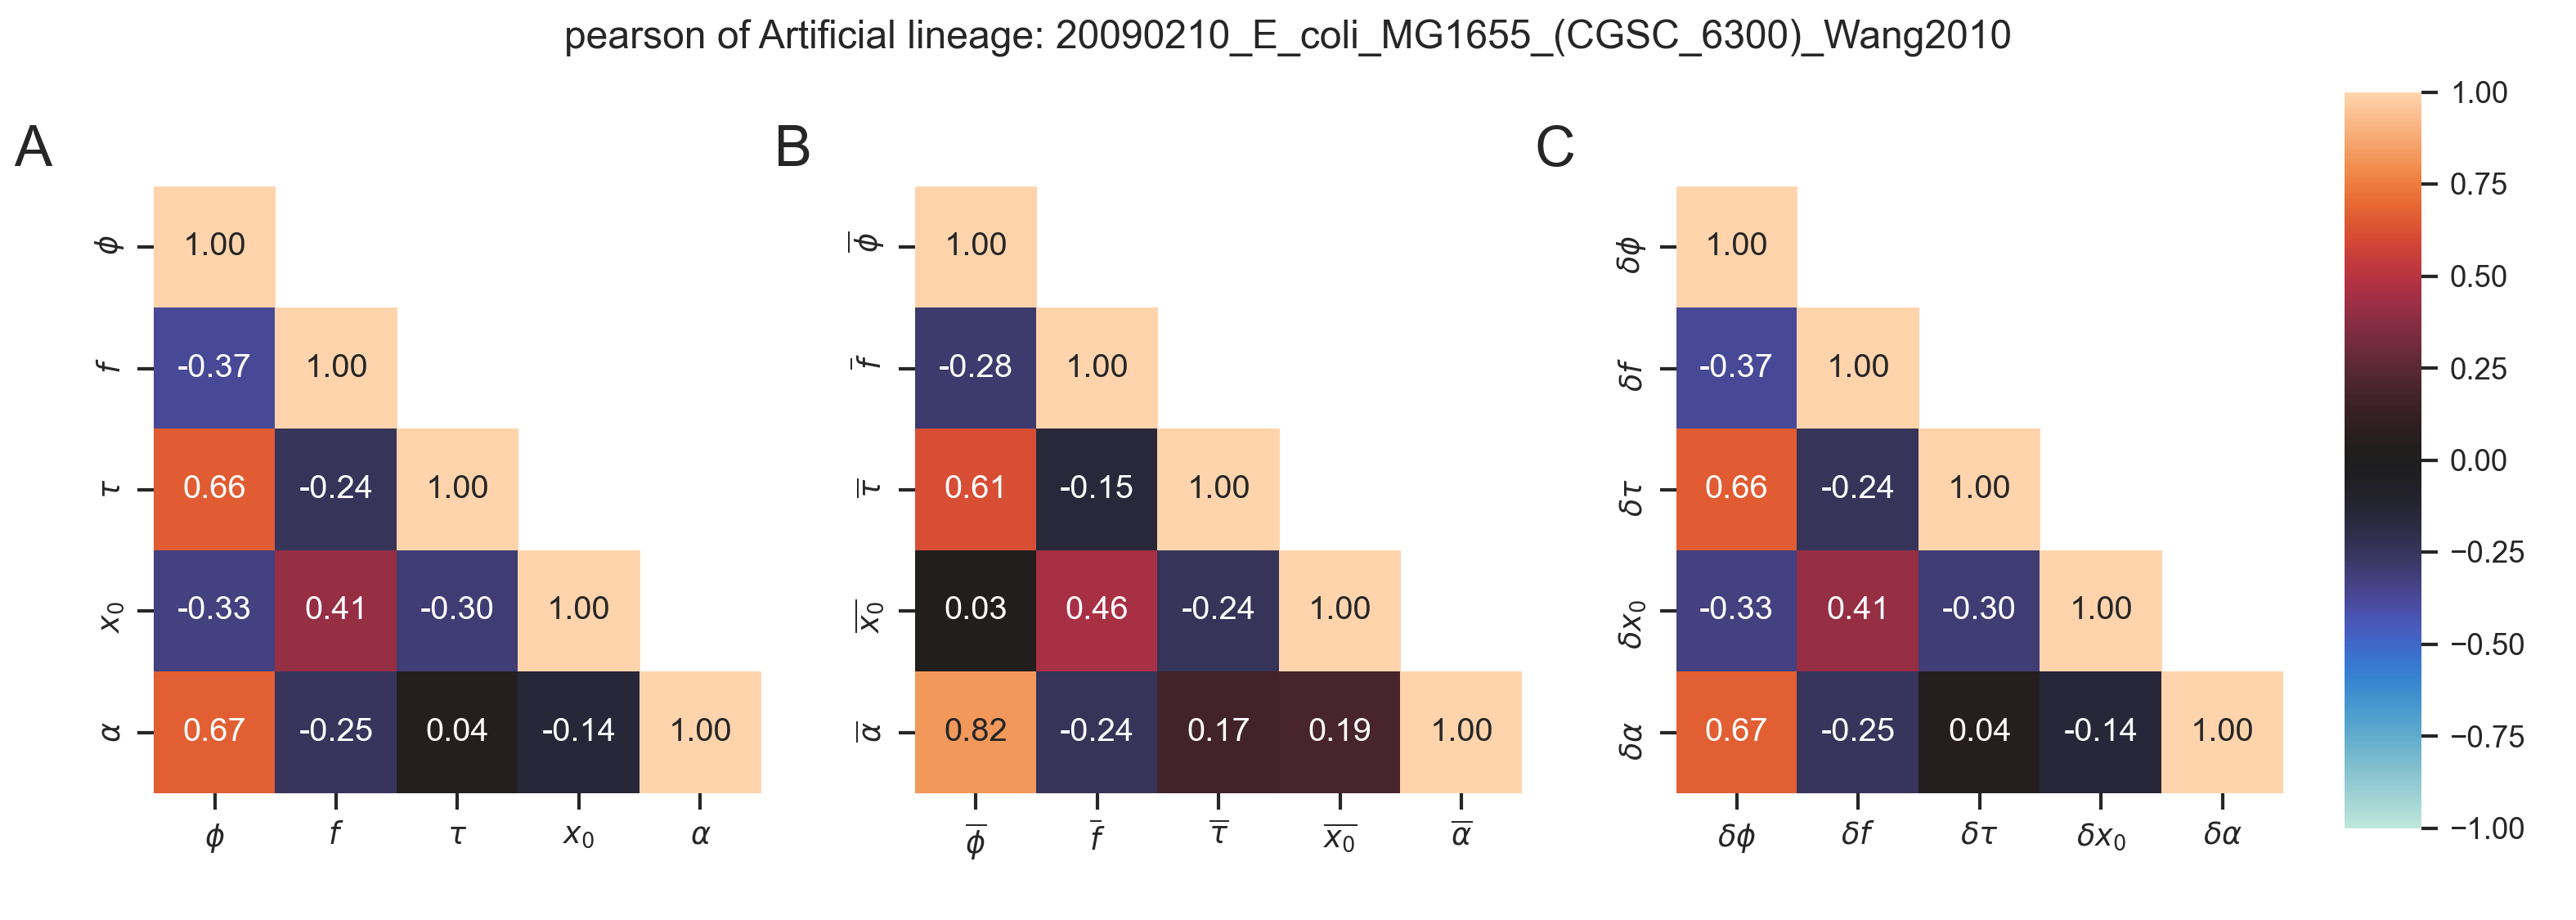 pearson of Artificial lineage: 20090210_E_coli_MG1655_(CGSC_6300)_Wang2010
A
ϕ
1.00
f
-0.37 1.00
τ
0.66 -0.24 1.00
x₀
-0.33 0.41 -0.30 1.00
α
0.67 -0.25 0.04 -0.14 1.00
ϕ f τ x₀ α
B
ϕ̅
1.00
f̅
-0.28 1.00
τ̅
0.61 -0.15 1.00
x̅₀
0.03 0.46 -0.24 1.00
α̅
0.82 -0.24 0.17 0.19 1.00
ϕ̅ f̅ τ̅ x̅₀ α̅
C
δϕ
1.00
δf
-0.37 1.00
δτ
0.66 -0.24 1.00
δx₀
-0.33 0.41 -0.30 1.00
δα
0.67 -0.25 0.04 -0.14 1.00
δϕ δf δτ δx₀ δα
1.00
0.75
0.50
0.25
0.00
−0.25
−0.50
−0.75
−1.00